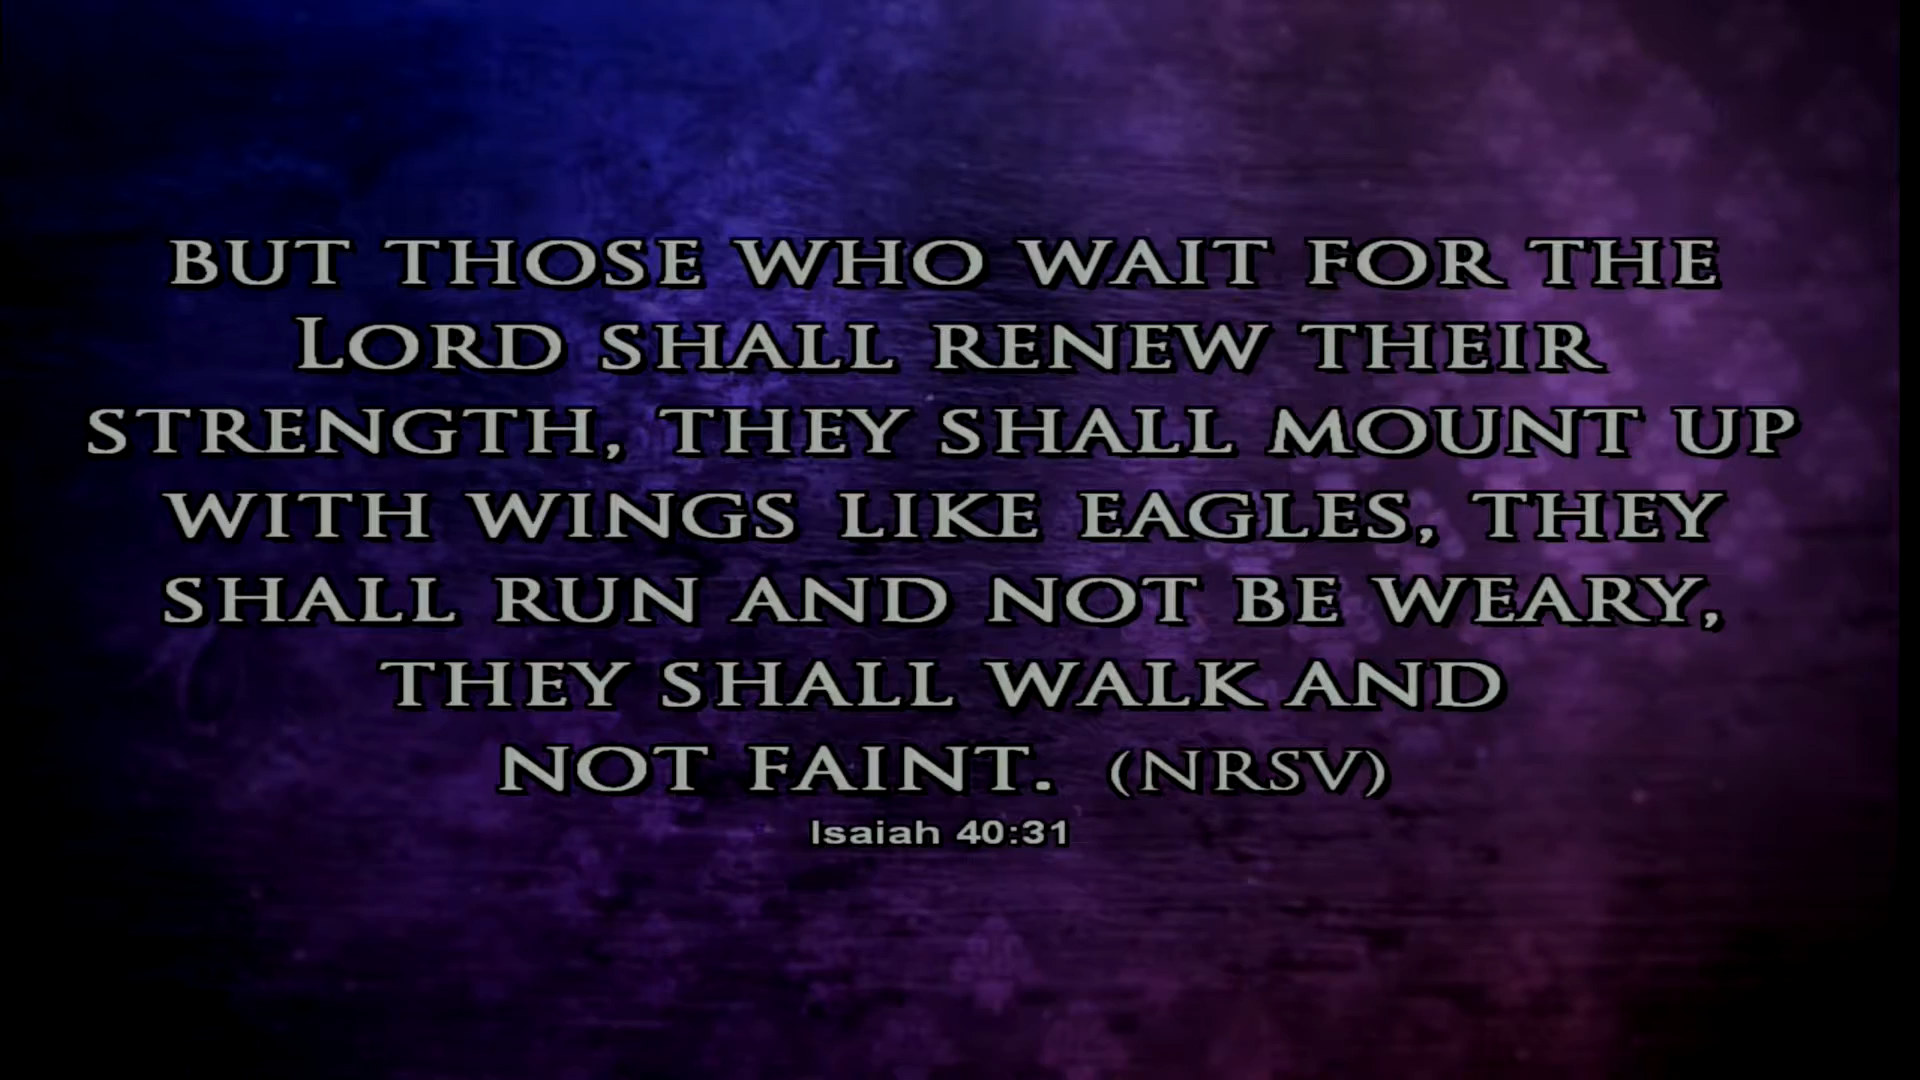 BUT THOSE WHO WAIT FOR THE
LORD SHALL RENEW THEIR
STRENGTH, THEY SHALL MOUNT UP
WITH WINGS LIKE EAGLES, THEY
SHALL RUN AND NOT BE WEARY,
THEY SHALL WALK AND
NOT FAINT. (NRSV)
Isaiah 40:31